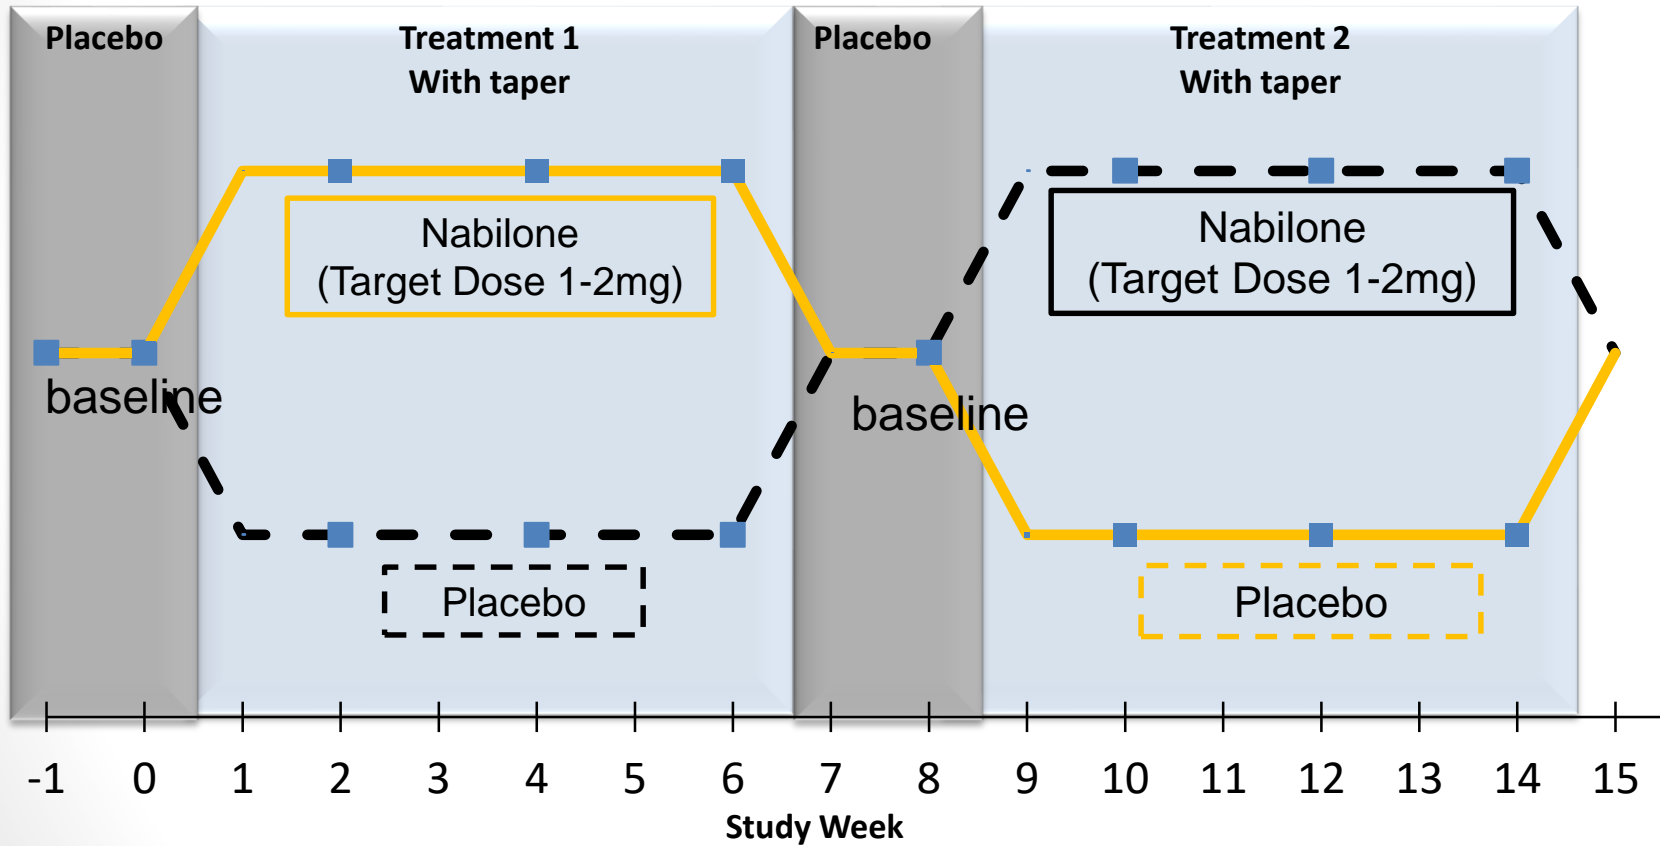 Placebo
Treatment 1
With taper
Placebo
Treatment 2
With taper
Nabilone
(Target Dose 1-2mg)
Nabilone
(Target Dose 1-2mg)
baseline
baseline
Placebo
Placebo
-1 0 1 2 3 4 5 6 7 8 9 10 11 12 13 14 15
Study Week